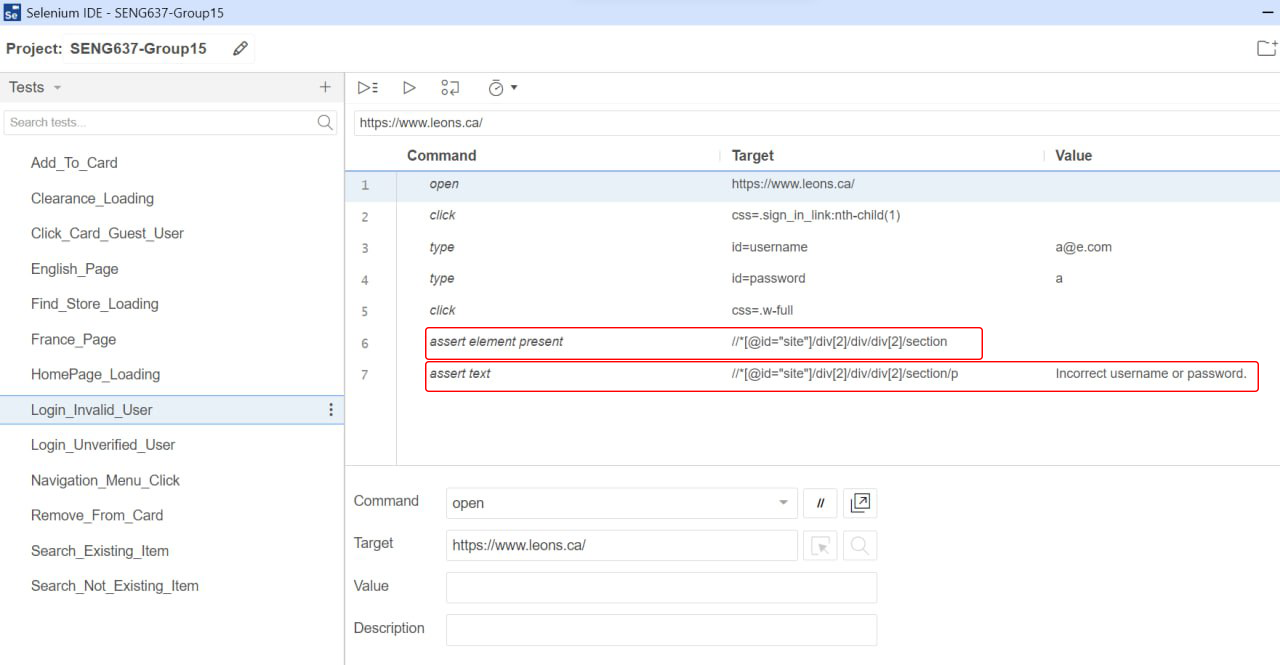 Selenium IDE - SENG637-Group15
Project: SENG637-Group15
Tests
Search tests...
Add_To_Card
Clearance_Loading
Click_Card_Guest_User
English_Page
Find_Store_Loading
France_Page
HomePage_Loading
Login_Invalid_User
Login_Unverified_User
Navigation_Menu_Click
Remove_From_Card
Search_Existing_Item
Search_Not_Existing_Item
https://www.leons.ca/
Command Target Value
1 open https://www.leons.ca/
2 click css=.sign_in_link:nth-child(1)
3 type id=username a@e.com
4 type id=password a
5 click css=.w-full
6 assert element present //*[@id="site"]/div[2]/div/div[2]/section
7 assert text //*[@id="site"]/div[2]/div/div[2]/section/p Incorrect username or password.
Command open //
Target https://www.leons.ca/
Value
Description